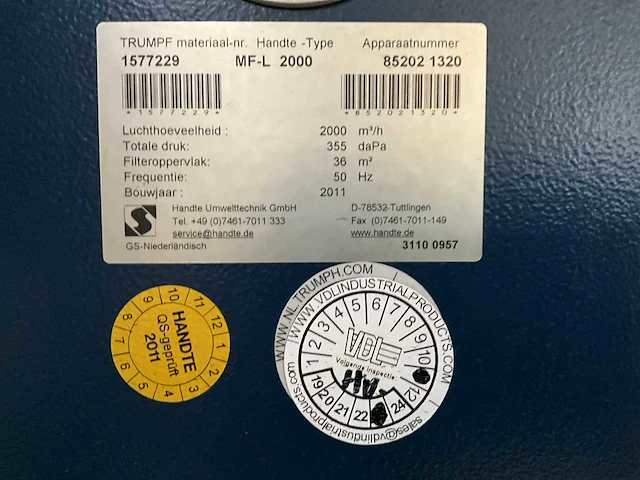 TRUMPF materiaal-nr. Handte -Type Apparaatnummer
1577229 MF-L 2000 85202 1320
*1577229* *852021320*
Luchthoeveelheid : 2000 m³/h
Totale druk: 355 daPa
Filteroppervlak: 36 m²
Frequentie: 50 Hz
Bouwjaar : 2011
Handte Umwelttechnik GmbH D-78532-Tuttlingen
Tel. +49 (0)7461-7011 333 Fax (0)7461-7011-149
service@handte.de www.handte.de
GS-Niederländisch 3110 0957
HANDTE
QS-geprüft
2011
1 2 3 4 5 6 7 8 9 10 11 12
WWW.NLTRUMPH.COM
WWW.VDLINDUSTRIALPRODUCTS.COM
1 2 3 4 5 6 7 8 9 10 12
VDL
Volgende inspectie:
19 20 21 22 24
sales@vdlindustrialproducts.com